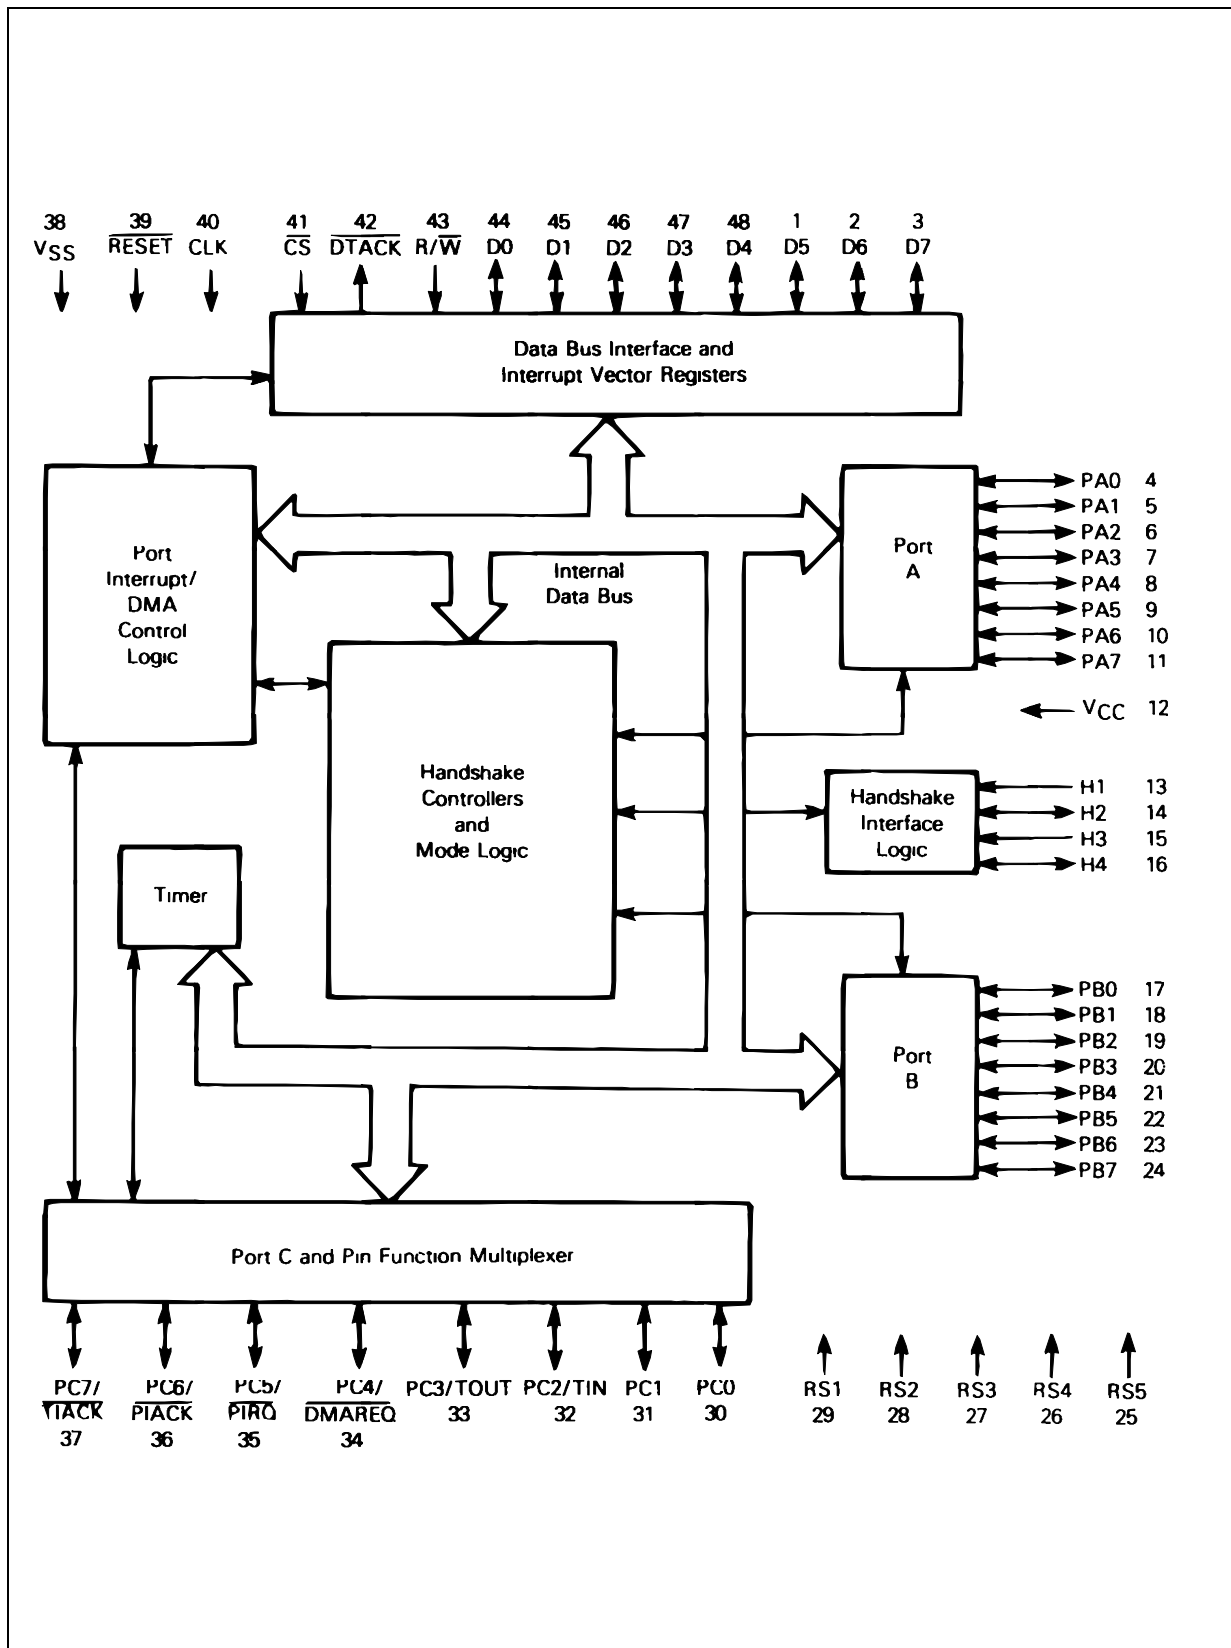 38 39 40 41 42 43 44 45 46 47 48 1 2 3
VSS RESET CLK CS DTACK R/W D0 D1 D2 D3 D4 D5 D6 D7
Data Bus Interface and
Interrupt Vector Registers
Port
Interrupt/
DMA
Control
Logic
Internal
Data Bus
Port
A
PA0 4
PA1 5
PA2 6
PA3 7
PA4 8
PA5 9
PA6 10
PA7 11
VCC 12
Handshake
Controllers
and
Mode Logic
Handshake
Interface
Logic
H1 13
H2 14
H3 15
H4 16
Timer
Port
B
PB0 17
PB1 18
PB2 19
PB3 20
PB4 21
PB5 22
PB6 23
PB7 24
Port C and Pin Function Multiplexer
PC7/ PC6/ PC5/ PC4/ PC3/TOUT PC2/TIN PC1 PC0 RS1 RS2 RS3 RS4 RS5
TIACK PIACK PIRQ DMAREQ 33 32 31 30 29 28 27 26 25
37 36 35 34